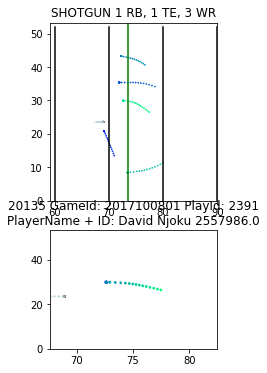 SHOTGUN 1 RB, 1 TE, 3 WR
50
40
30
20
10
0
60 70 80 90
20135 GameId: 2017100801 PlayId: 2391
PlayerName + ID: David Njoku 2557986.0
40
20
0
70 75 80